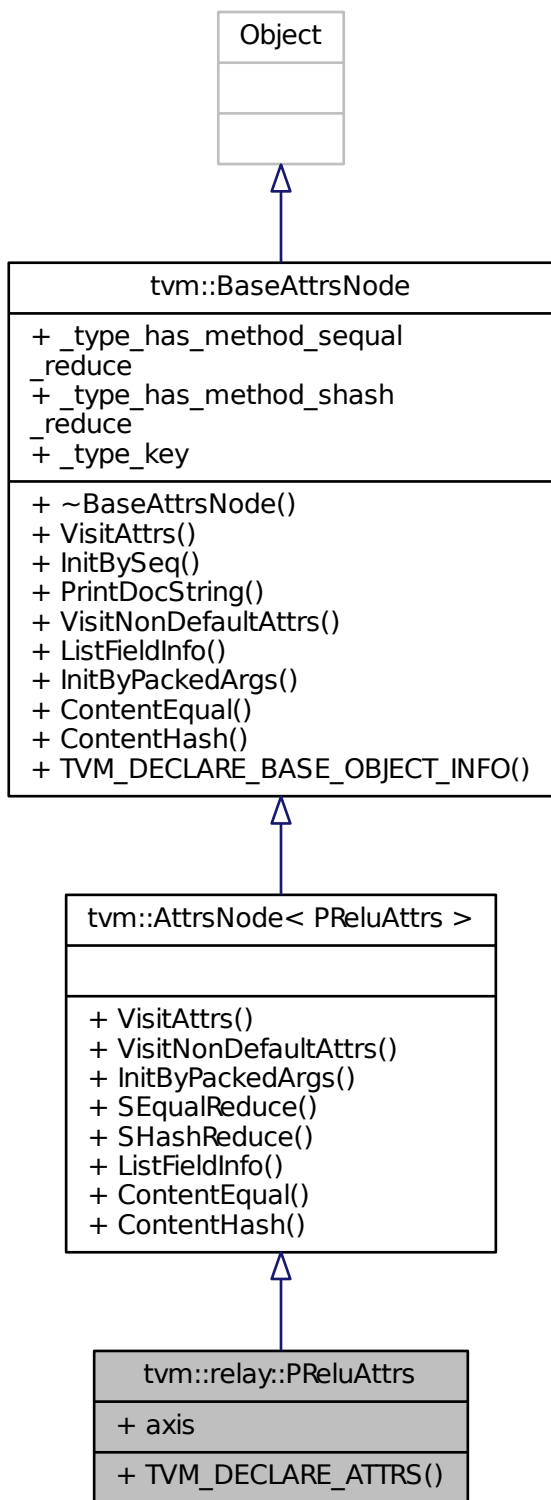 Object
tvm::BaseAttrsNode
+ _type_has_method_sequal
_reduce
+ _type_has_method_shash
_reduce
+ _type_key
+ ~BaseAttrsNode()
+ VisitAttrs()
+ InitBySeq()
+ PrintDocString()
+ VisitNonDefaultAttrs()
+ ListFieldInfo()
+ InitByPackedArgs()
+ ContentEqual()
+ ContentHash()
+ TVM_DECLARE_BASE_OBJECT_INFO()
tvm::AttrsNode< PReluAttrs >
+ VisitAttrs()
+ VisitNonDefaultAttrs()
+ InitByPackedArgs()
+ SEqualReduce()
+ SHashReduce()
+ ListFieldInfo()
+ ContentEqual()
+ ContentHash()
tvm::relay::PReluAttrs
+ axis
+ TVM_DECLARE_ATTRS()